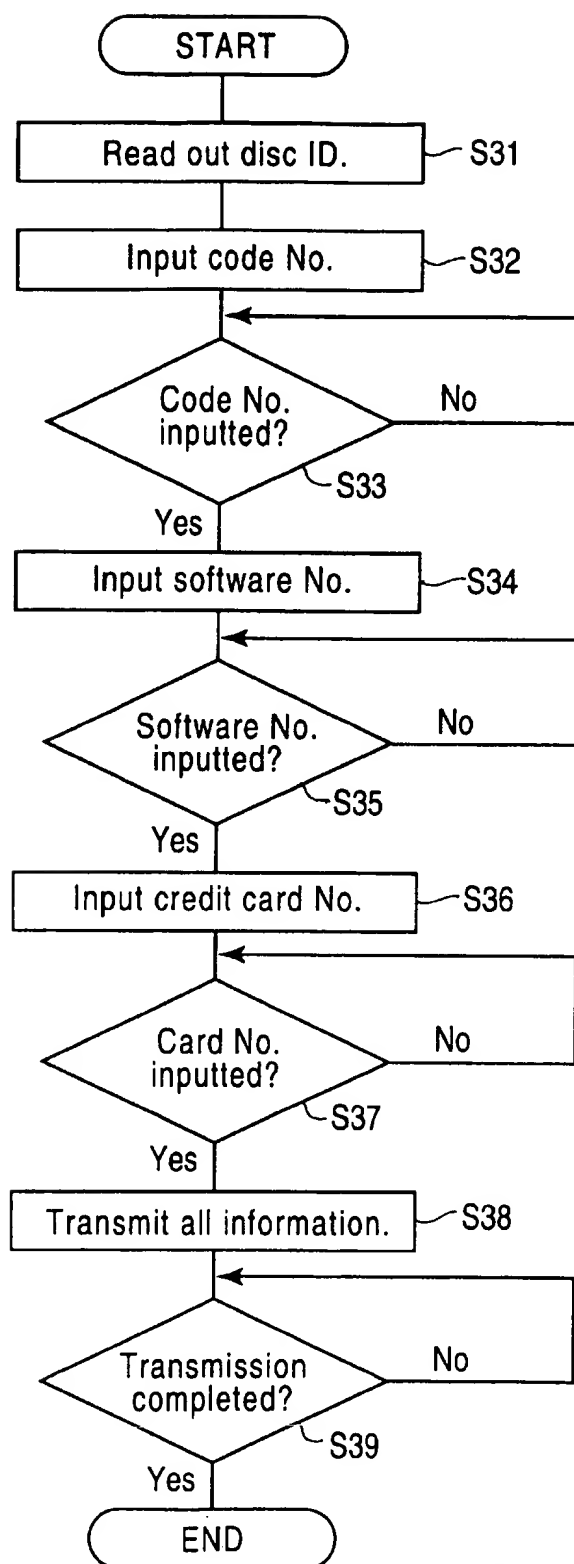 START
Read out disc ID.
S31
Input code No.
S32
Code No.
inputted?
No
S33
Yes
Input software No.
S34
Software No.
inputted?
No
S35
Yes
Input credit card No.
S36
Card No.
inputted?
No
S37
Yes
Transmit all information.
S38
Transmission
completed?
No
S39
Yes
END